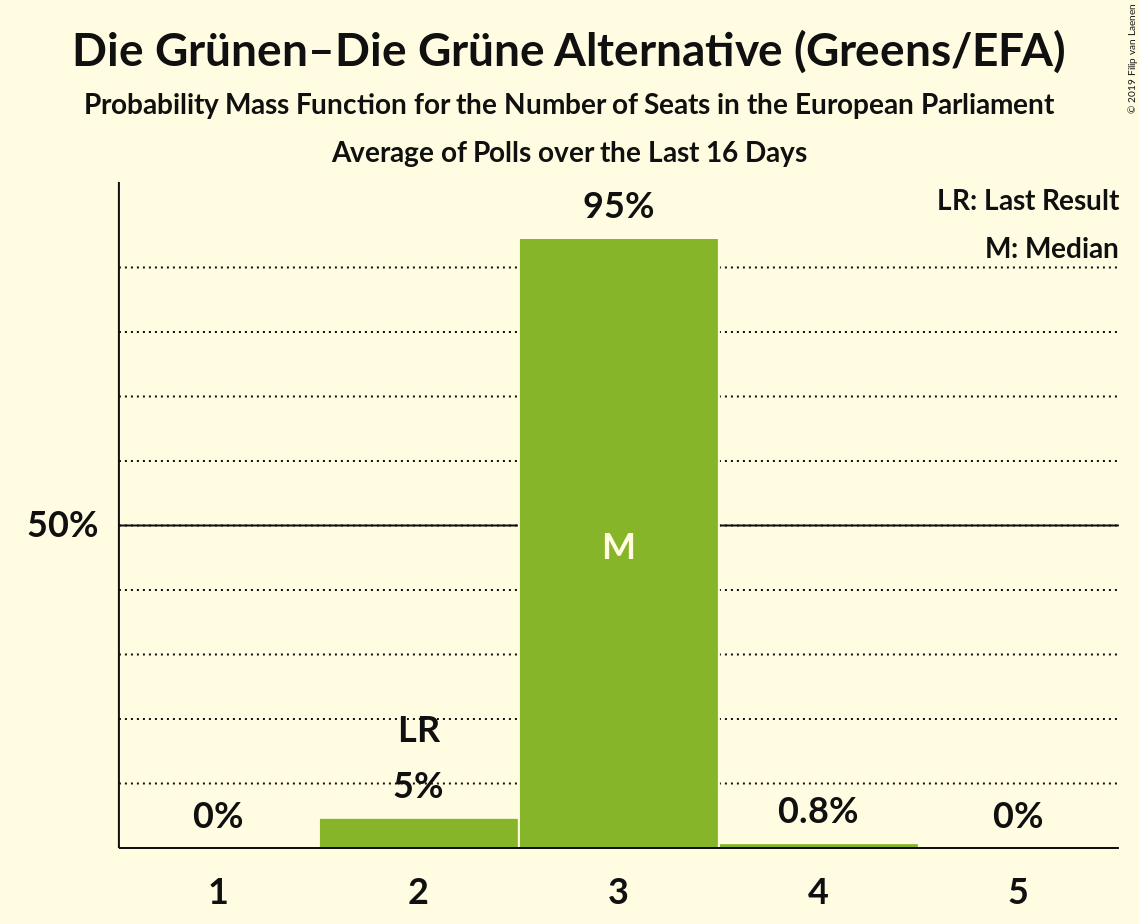 Die Grünen–Die Grüne Alternative (Greens/EFA)
Probability Mass Function for the Number of Seats in the European Parliament
Average of Polls over the Last 16 Days
© 2019 Filip van Laenen
LR: Last Result
M: Median
95%
50%
M
LR
5%
0%
0.8%
0%
1 2 3 4 5